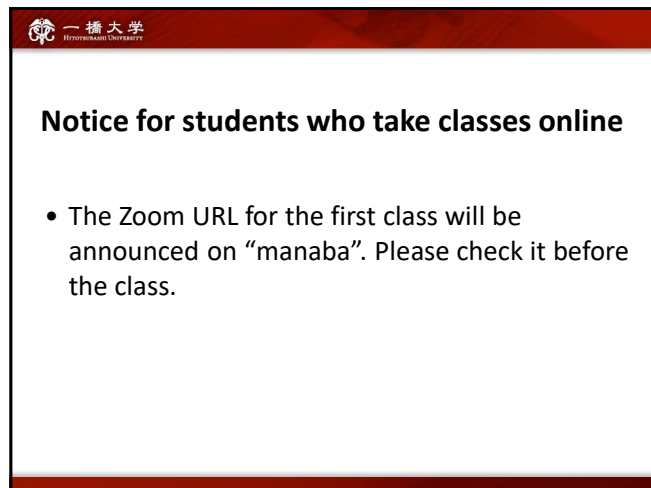 一橋大学
HITOTSUBASHI UNIVERSITY
Notice for students who take classes online
• The Zoom URL for the first class will be
announced on “manaba”. Please check it before
the class.